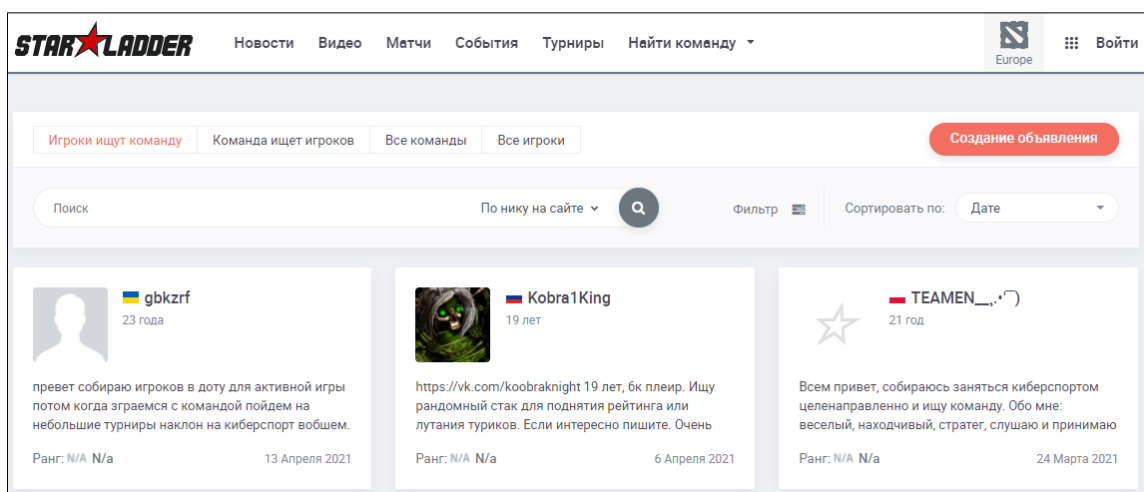 STAR LADDER Новости Видео Матчи События Турниры Найти команду Europe Войти
Игроки ищут команду Команда ищет игроков Все команды Все игроки Создание объявления
Поиск По нику на сайте Фильтр Сортировать по: Дате
gbkzrf
23 года
превет собираю игроков в доту для активной игры
потом когда зграемся с командой пойдем на
небольшие турниры наклон на киберспорт вобшем.
Ранг: N/A N/a 13 Апреля 2021
Kobra1King
19 лет
https://vk.com/koobraknight 19 лет, 6к плеир. Ищу
рандомный стак для поднятия рейтинга или
лутания туриков. Если интересно пишите. Очень
Ранг: N/A N/a 6 Апреля 2021
TEAMEN__,.•´¯)
21 год
Всем привет, собираюсь заняться киберспортом
целенаправленно и ищу команду. Обо мне:
веселый, находчивый, стратег, слушаю и принимаю
Ранг: N/A N/a 24 Марта 2021